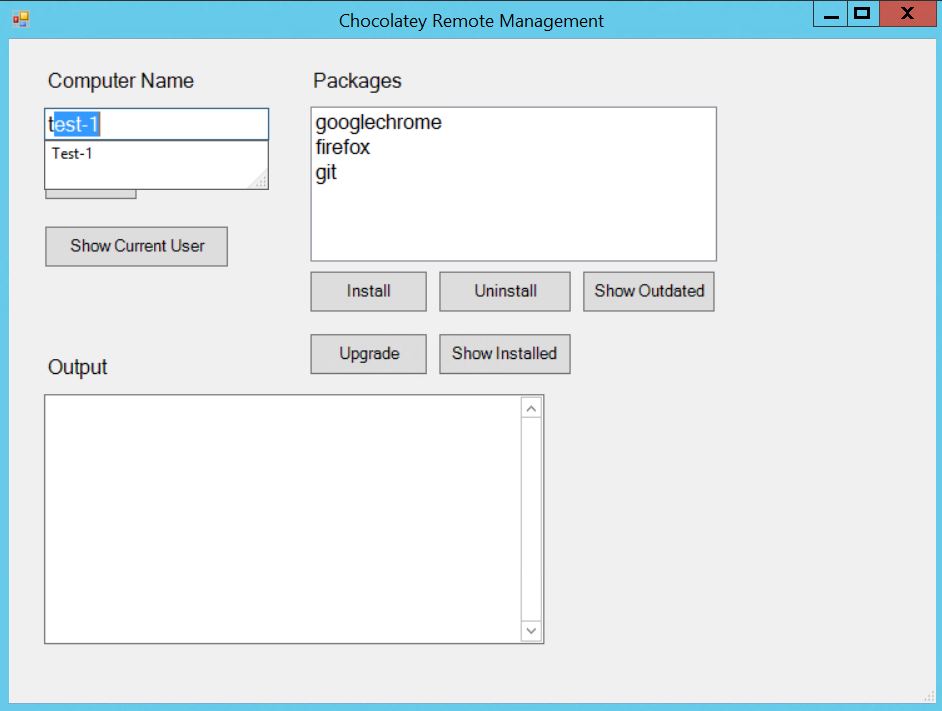 Chocolatey Remote Management
Computer Name
test-1
Test-1
Show Current User
Packages
googlechrome
firefox
git
Install
Uninstall
Show Outdated
Upgrade
Show Installed
Output